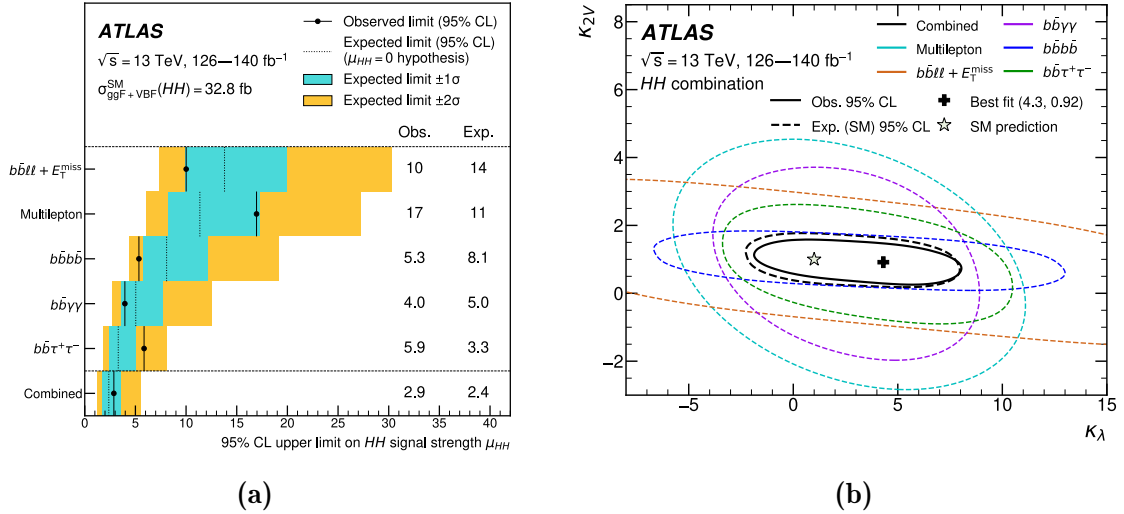 ATLAS
√s = 13 TeV, 126—140 fb⁻¹
σ^SM_ggF+VBF(HH) = 32.8 fb
Observed limit (95% CL)
Expected limit (95% CL)
(μ_HH = 0 hypothesis)
Expected limit ±1σ
Expected limit ±2σ
Obs. Exp.
bb̄ℓℓ + E_T^miss 10 14
Multilepton 17 11
bb̄bb̄ 5.3 8.1
bb̄γγ 4.0 5.0
bb̄τ⁺τ⁻ 5.9 3.3
Combined 2.9 2.4
0 5 10 15 20 25 30 35 40
95% CL upper limit on HH signal strength μ_HH
(a)
κ_2V
ATLAS
√s = 13 TeV, 126—140 fb⁻¹
HH combination
Combined
Multilepton
bb̄ℓℓ + E_T^miss
bb̄γγ
bb̄bb̄
bb̄τ⁺τ⁻
Obs. 95% CL
Exp. (SM) 95% CL
Best fit (4.3, 0.92)
SM prediction
8
6
4
2
0
−2
−5 0 5 10 15
κ_λ
(b)